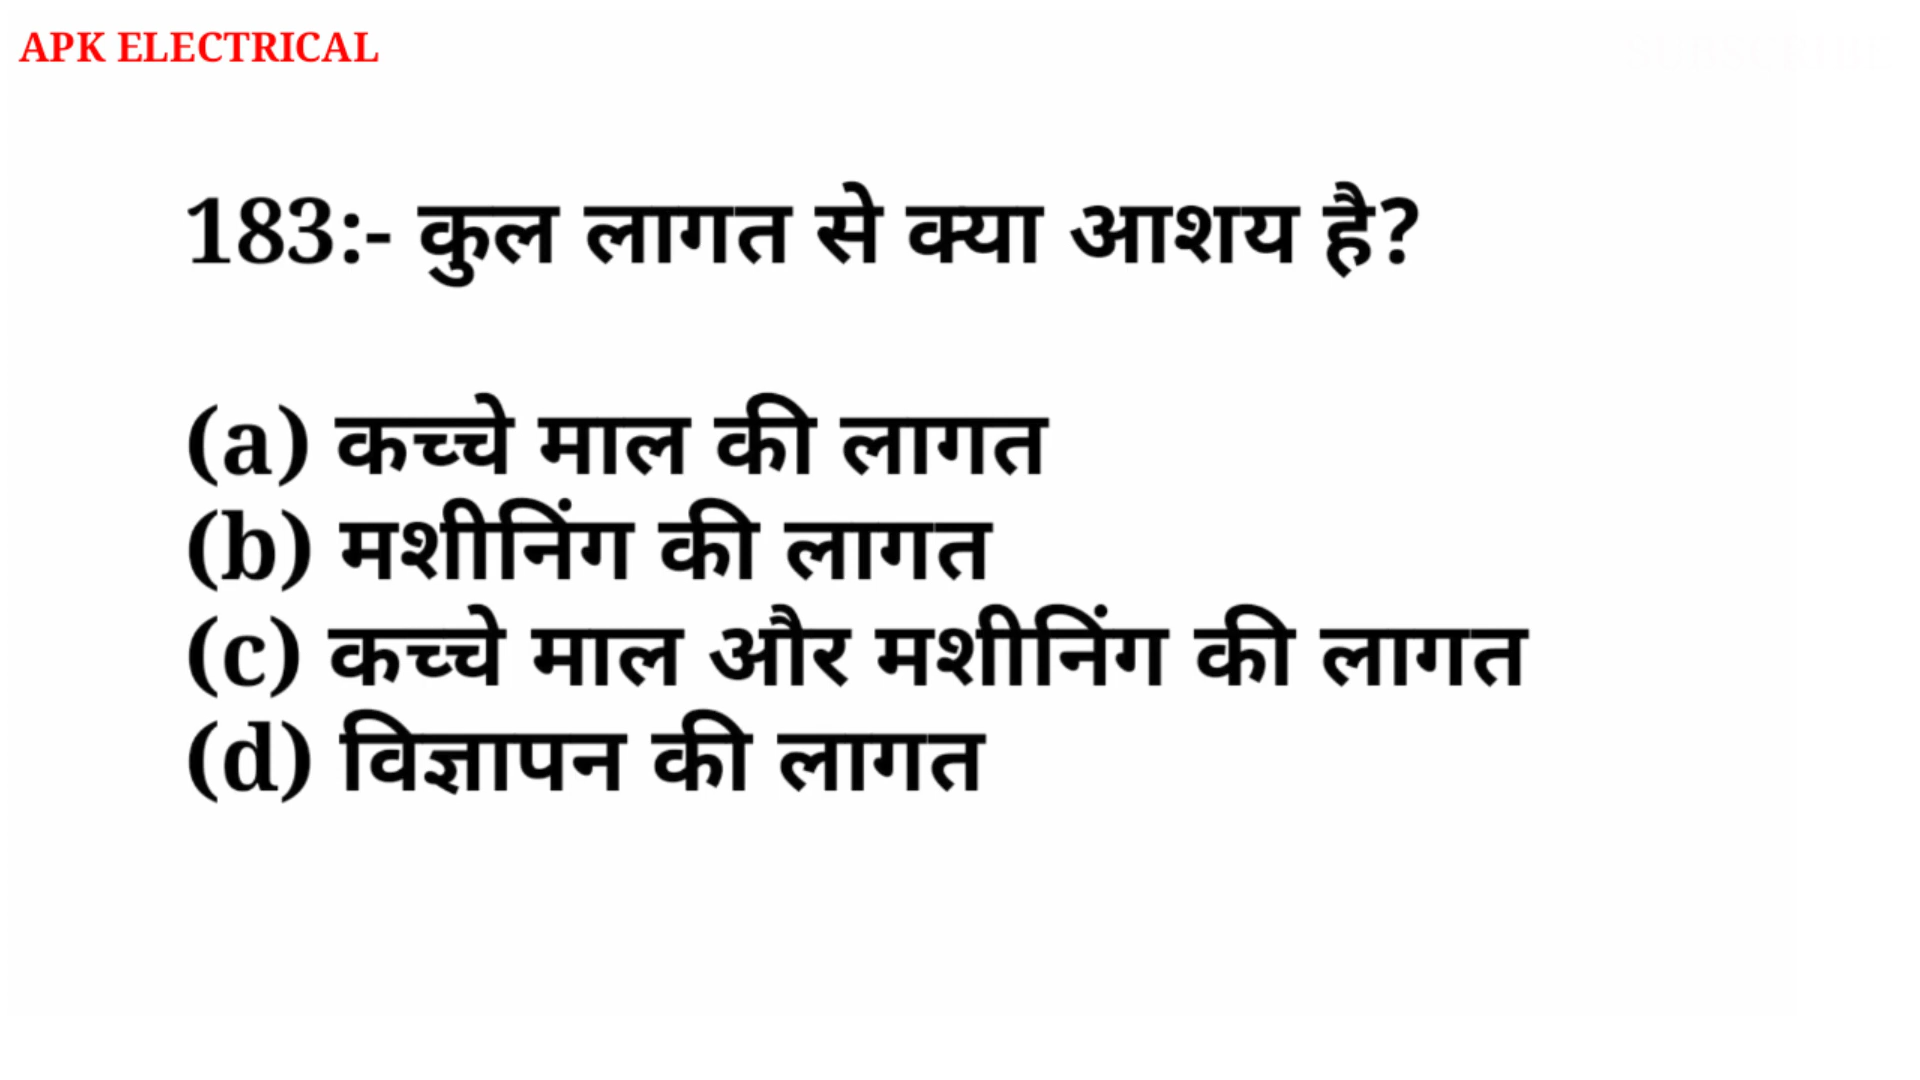 APK ELECTRICAL
183:- कुल लागत से क्या आशय है?
(a) कच्चे माल की लागत
(b) मशीनिंग की लागत
(c) कच्चे माल और मशीनिंग की लागत
(d) विज्ञापन की लागत